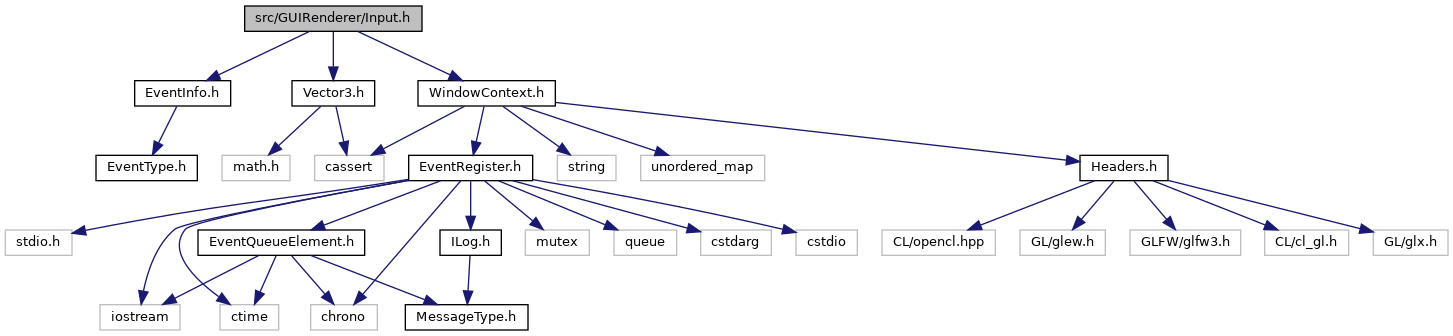 src/GUIRenderer/Input.h
EventInfo.h
Vector3.h
WindowContext.h
EventType.h
math.h
cassert
EventRegister.h
string
unordered_map
Headers.h
stdio.h
EventQueueElement.h
ILog.h
mutex
queue
cstdarg
cstdio
CL/opencl.hpp
GL/glew.h
GLFW/glfw3.h
CL/cl_gl.h
GL/glx.h
iostream
ctime
chrono
MessageType.h